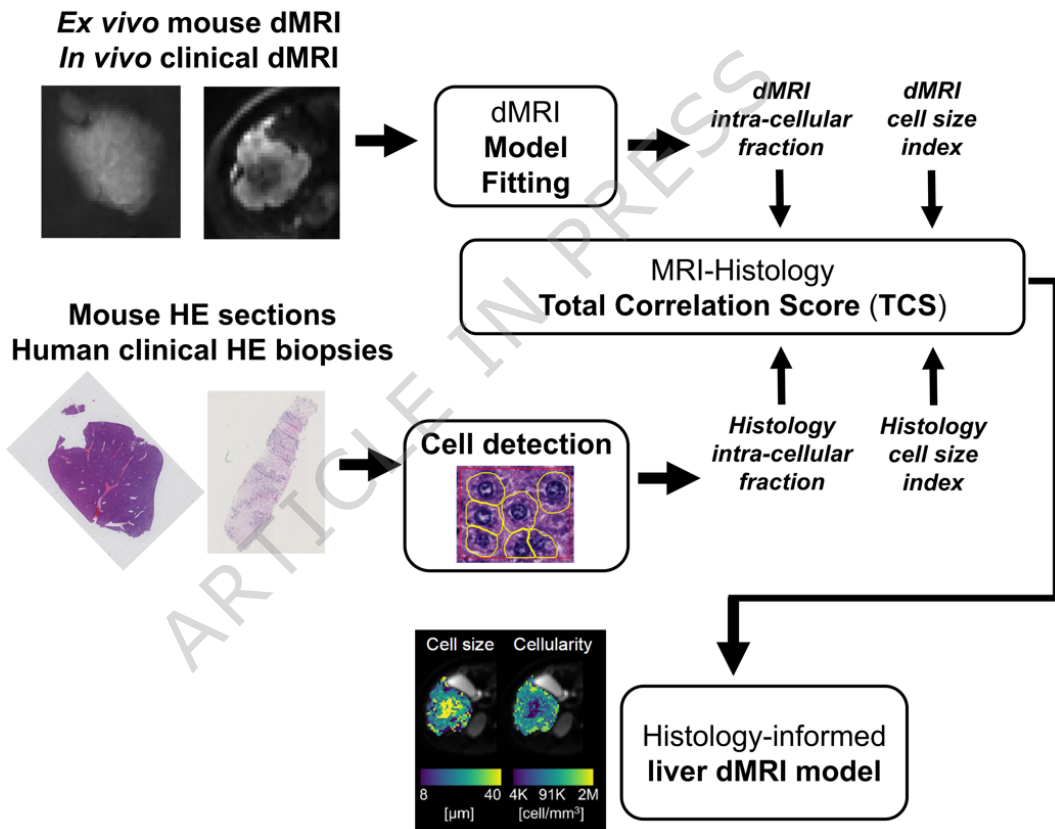 Ex vivo mouse dMRI
In vivo clinical dMRI
dMRI
Model
Fitting
dMRI
intra-cellular
fraction
dMRI
cell size
index
MRI-Histology
Total Correlation Score (TCS)
Mouse HE sections
Human clinical HE biopsies
Cell detection
Histology
intra-cellular
fraction
Histology
cell size
index
Cell size
Cellularity
8
40
4K
91K
2M
[µm]
[cell/mm³]
Histology-informed
liver dMRI model
ARTICLE IN PRESS